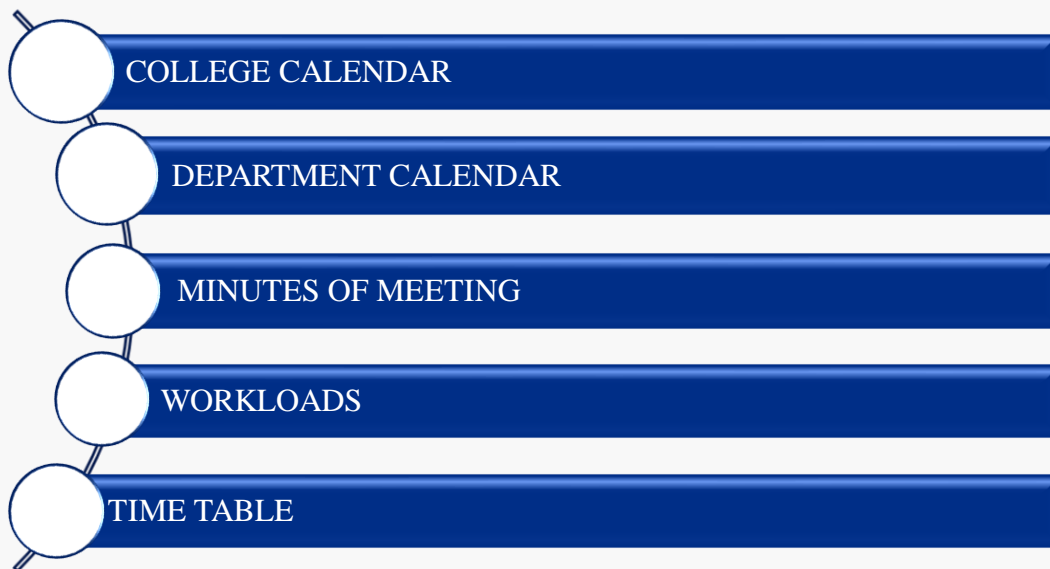 COLLEGE CALENDAR
DEPARTMENT CALENDAR
MINUTES OF MEETING
WORKLOADS
TIME TABLE